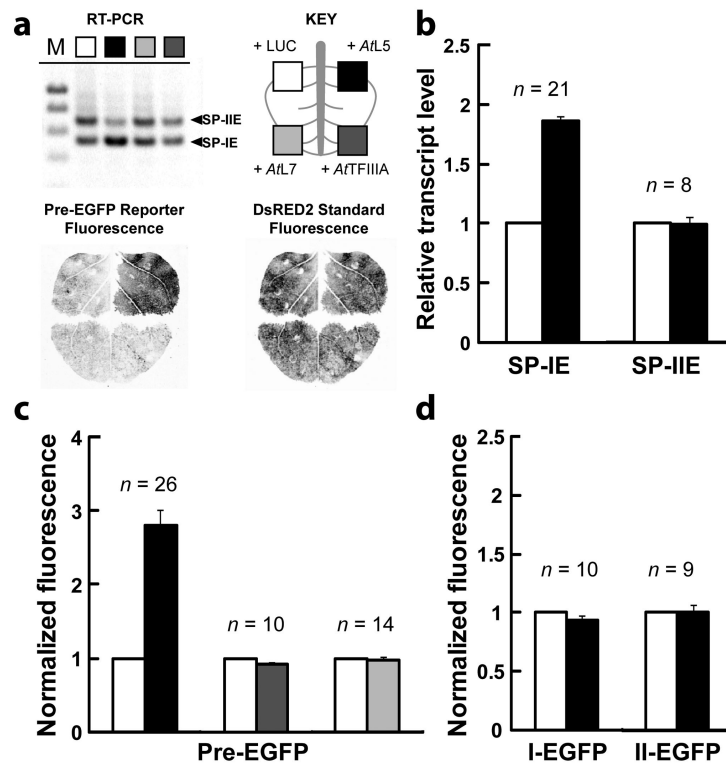 a
RT-PCR
M
◄SP-IIE
◄SP-IE
KEY
+ LUC
+ AtL5
+ AtL7
+ AtTFIIIA
Pre-EGFP Reporter
Fluorescence
DsRED2 Standard
Fluorescence
b
Relative transcript level
2.5
2
1.5
1
0.5
0
n = 21
n = 8
SP-IE
SP-IIE
c
Normalized fluorescence
4
3
2
1
0
n = 26
n = 10
n = 14
Pre-EGFP
d
Normalized fluorescence
2.5
2
1.5
1
0.5
0
n = 10
n = 9
I-EGFP
II-EGFP